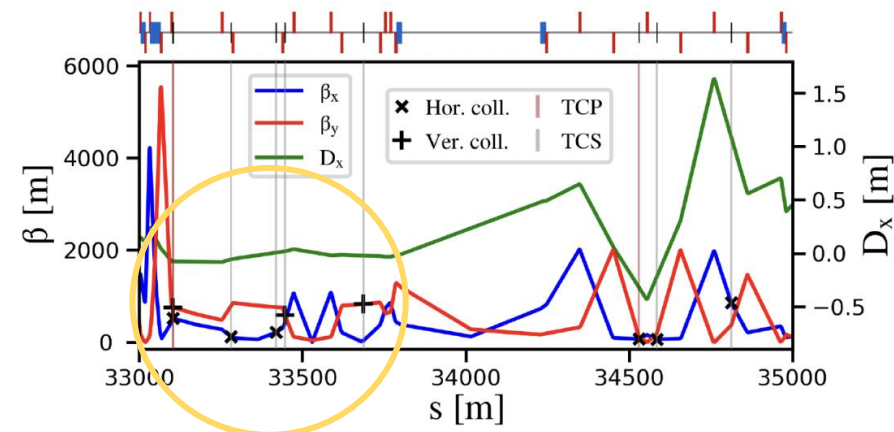 6000
4000
2000
0
β [m]
βx
βy
Dx
Hor. coll.
Ver. coll.
TCP
TCS
1.5
1.0
0.5
0.0
−0.5
Dx [m]
33000
33500
34000
34500
35000
s [m]